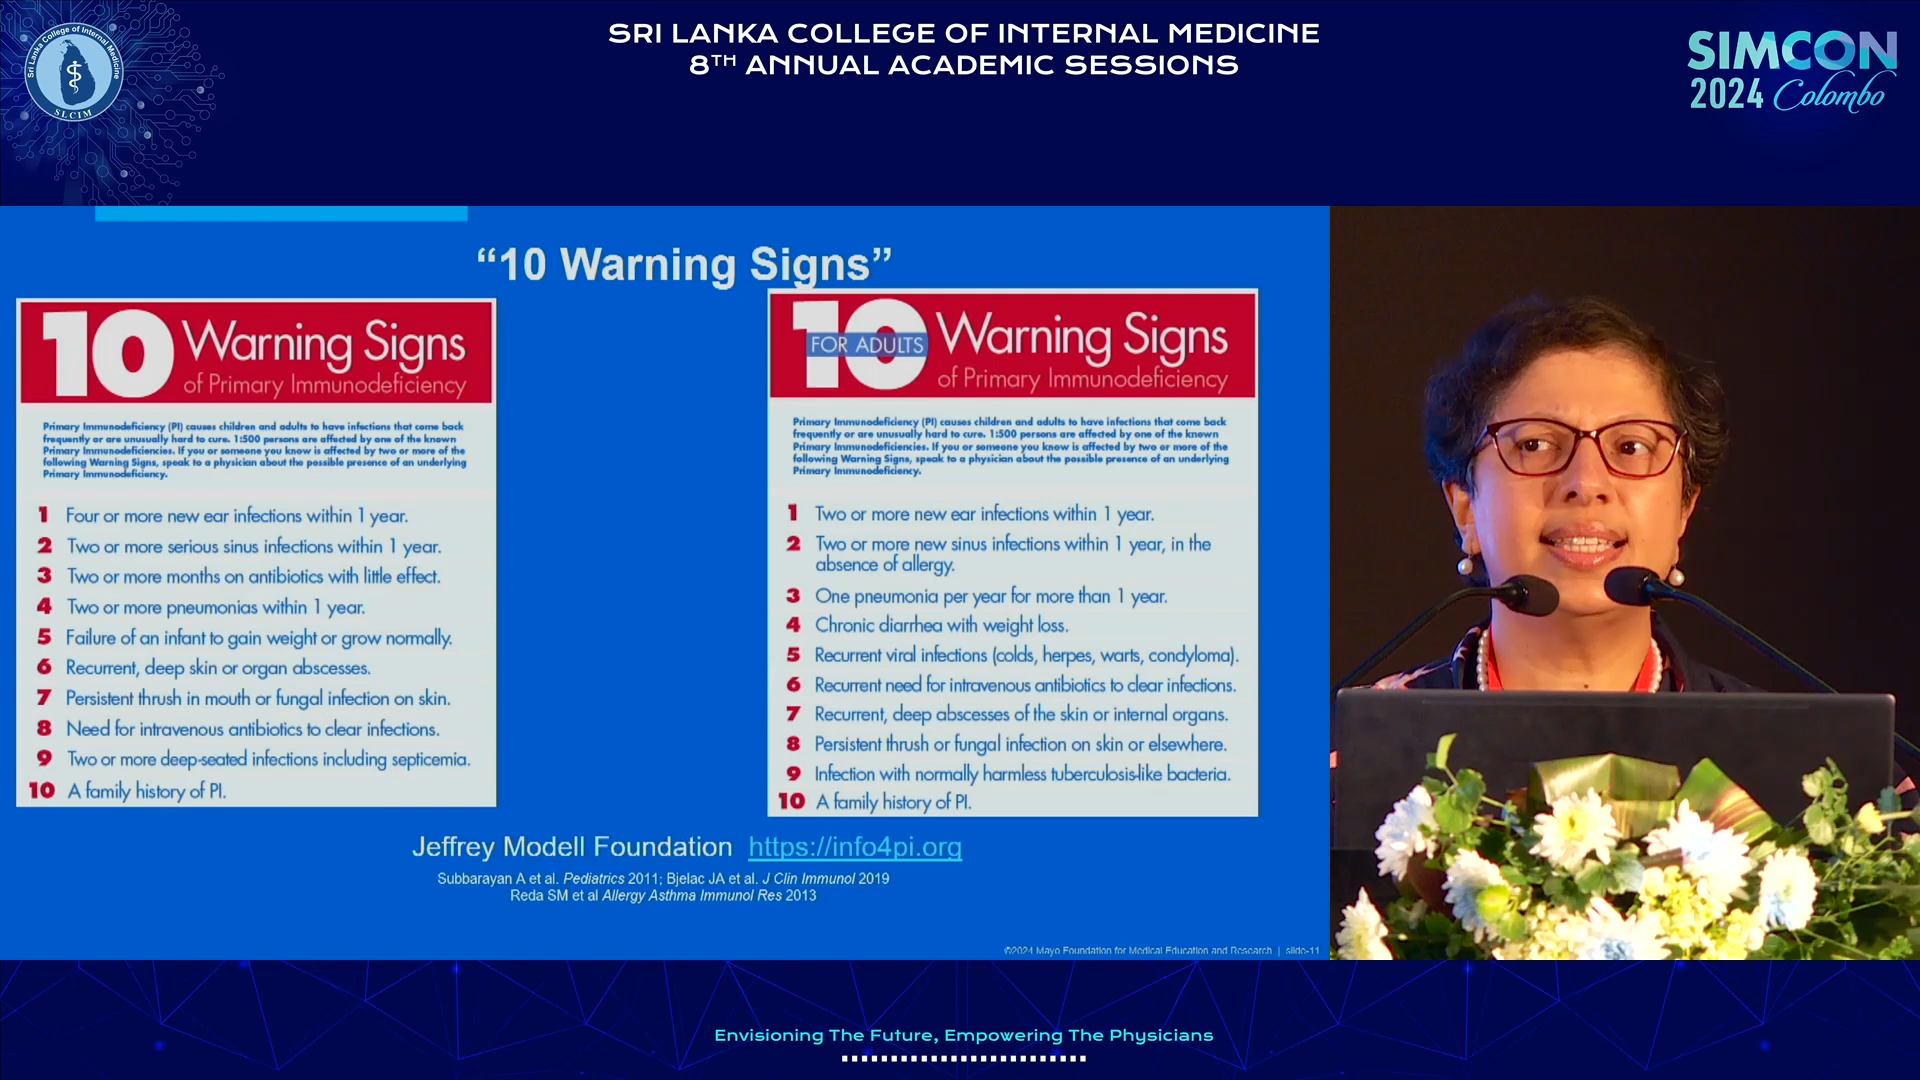 SRI LANKA COLLEGE OF INTERNAL MEDICINE
8TH ANNUAL ACADEMIC SESSIONS
Sri Lanka College of Internal Medicine
SLCIM
SIMCON
2024 Colombo
“10 Warning Signs”
10 Warning Signs
of Primary Immunodeficiency
Primary Immunodeficiency (PI) causes children and adults to have infections that come back
frequently or are unusually hard to cure. 1:500 persons are affected by one of the known
Primary Immunodeficiencies. If you or someone you know is affected by two or more of the
following Warning Signs, speak to a physician about the possible presence of an underlying
Primary Immunodeficiency.
1 Four or more new ear infections within 1 year.
2 Two or more serious sinus infections within 1 year.
3 Two or more months on antibiotics with little effect.
4 Two or more pneumonias within 1 year.
5 Failure of an infant to gain weight or grow normally.
6 Recurrent, deep skin or organ abscesses.
7 Persistent thrush in mouth or fungal infection on skin.
8 Need for intravenous antibiotics to clear infections.
9 Two or more deep-seated infections including septicemia.
10 A family history of PI.
10 Warning Signs
FOR ADULTS
of Primary Immunodeficiency
Primary Immunodeficiency (PI) causes children and adults to have infections that come back
frequently or are unusually hard to cure. 1:500 persons are affected by one of the known
Primary Immunodeficiencies. If you or someone you know is affected by two or more of the
following Warning Signs, speak to a physician about the possible presence of an underlying
Primary Immunodeficiency.
1 Two or more new ear infections within 1 year.
2 Two or more new sinus infections within 1 year, in the
absence of allergy.
3 One pneumonia per year for more than 1 year.
4 Chronic diarrhea with weight loss.
5 Recurrent viral infections (colds, herpes, warts, condyloma).
6 Recurrent need for intravenous antibiotics to clear infections.
7 Recurrent, deep abscesses of the skin or internal organs.
8 Persistent thrush or fungal infection on skin or elsewhere.
9 Infection with normally harmless tuberculosis-like bacteria.
10 A family history of PI.
Jeffrey Modell Foundation https://info4pi.org
Subbarayan A et al. Pediatrics 2011; Bjelac JA et al. J Clin Immunol 2019
Reda SM et al Allergy Asthma Immunol Res 2013
©2024 Mayo Foundation for Medical Education and Research | slide-11
Envisioning The Future, Empowering The Physicians